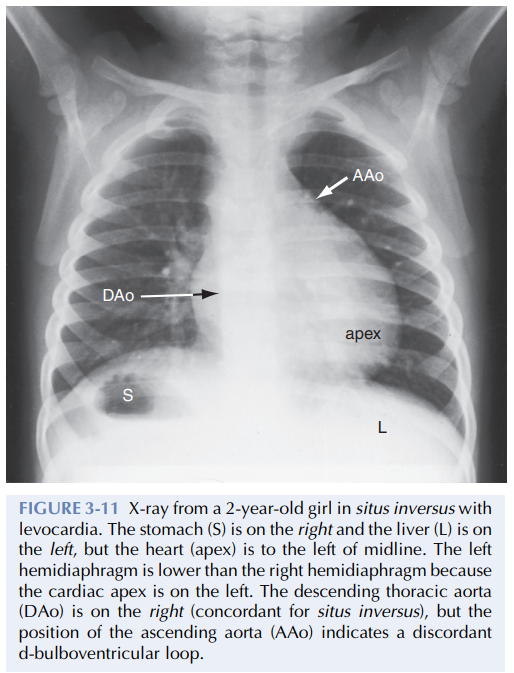 AAo
DAo
apex
S
L
FIGURE 3-11 X-ray from a 2-year-old girl in situs inversus with
levocardia. The stomach (S) is on the right and the liver (L) is on
the left, but the heart (apex) is to the left of midline. The left
hemidiaphragm is lower than the right hemidiaphragm because
the cardiac apex is on the left. The descending thoracic aorta
(DAo) is on the right (concordant for situs inversus), but the
position of the ascending aorta (AAo) indicates a discordant
d-bulboventricular loop.